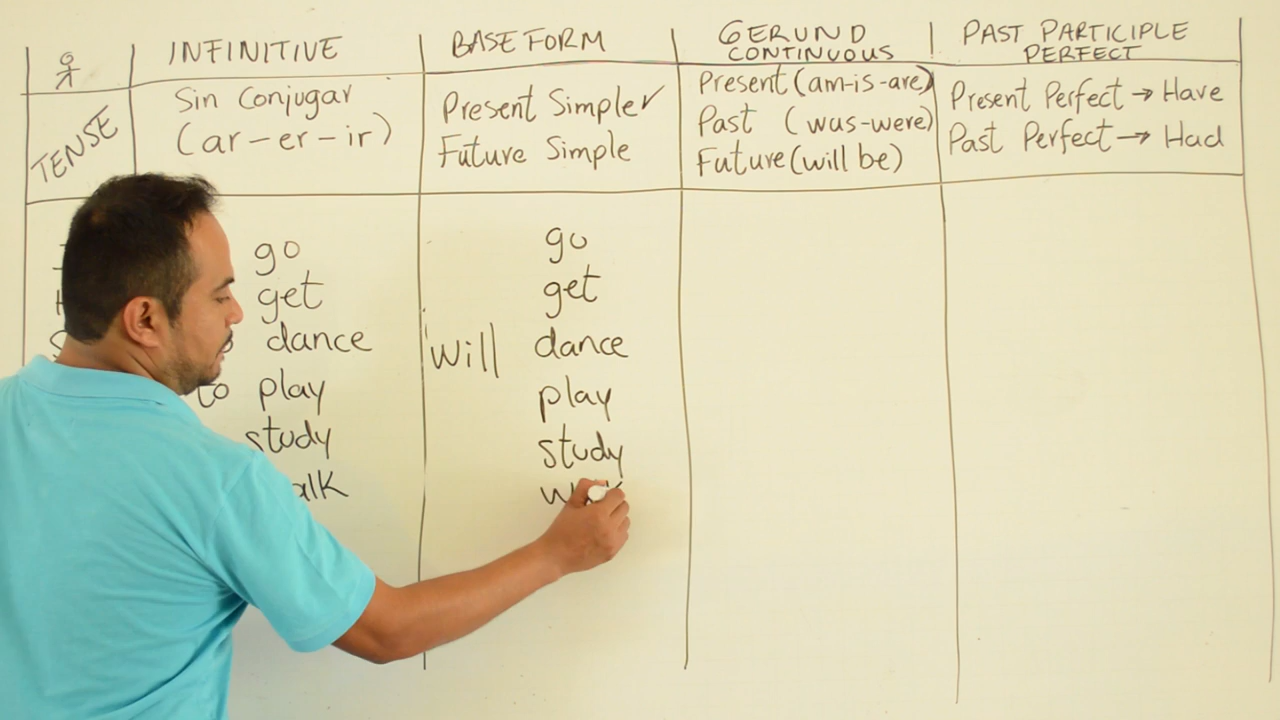 INFINITIVE
BASE FORM
GERUND
CONTINUOUS
PAST PARTICIPLE
PERFECT
TENSE
Sin Conjugar
(ar-er-ir)
Present Simple ✓
Future Simple
Present (am-is-are)
Past (was-were)
Future (will be)
Present Perfect → Have
Past Perfect → Had
go
get
dance
to play
study
go
get
will dance
play
study